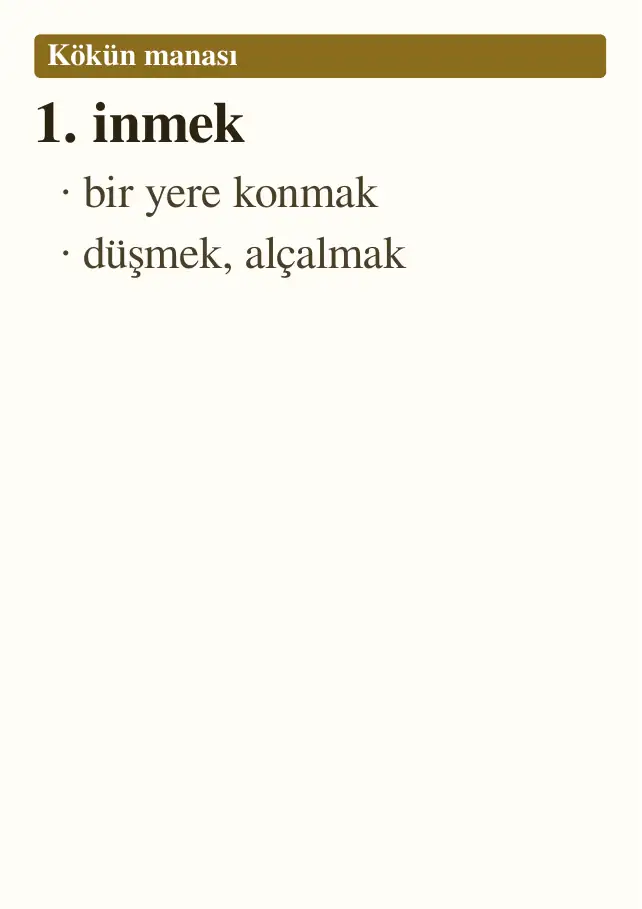 Kökün manası
1. inmek
· bir yere konmak
· düşmek, alçalmak